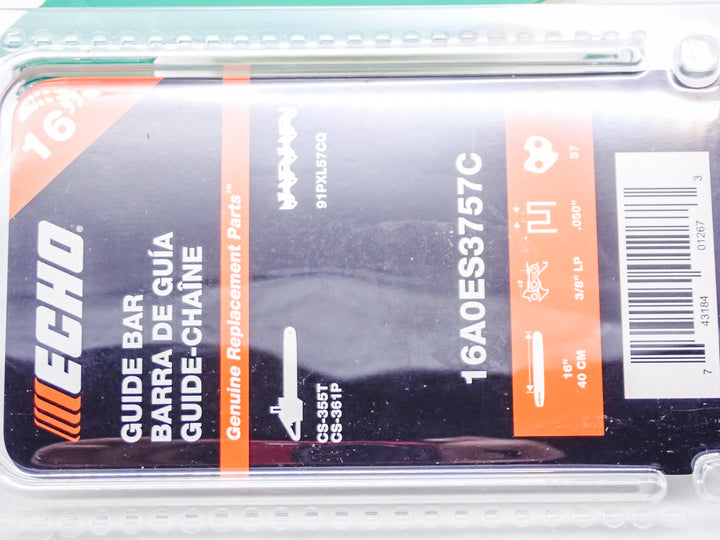 16"
ECHO®
GUIDE BAR
BARRA DE GUÍA
GUIDE-CHAÎNE
Genuine Replacement Parts™
CS-355T
CS-361P
91PXL57CQ
16A0ES3757C
16"
40 CM
3/8" LP
.050"
57
7 43184 01267 3